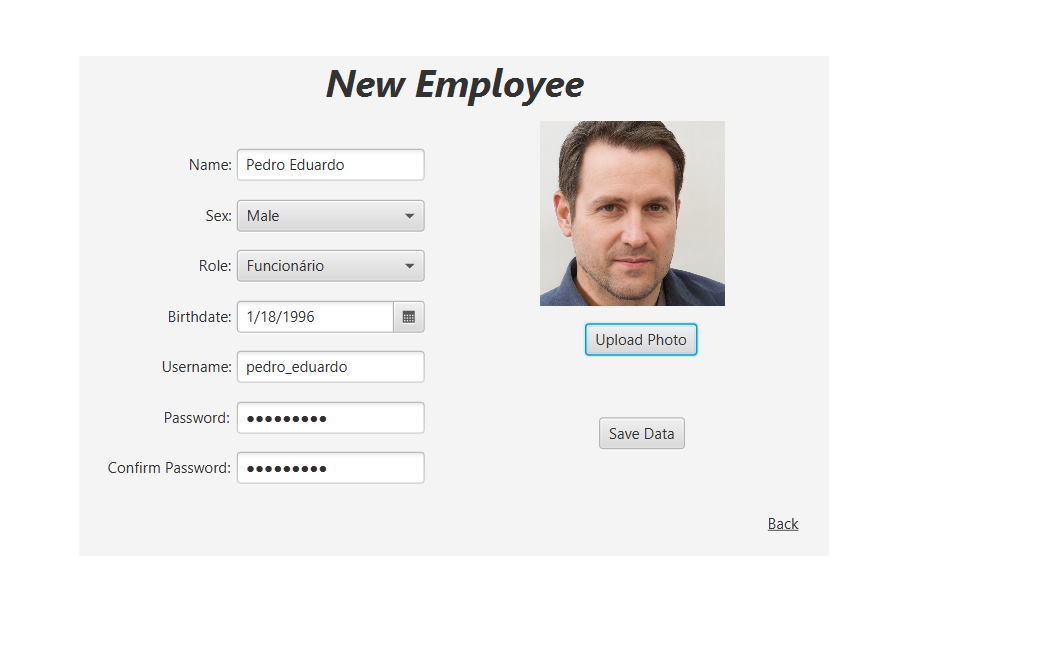 New Employee
Name: Pedro Eduardo
Sex: Male
Role: Funcionário
Birthdate: 1/18/1996
Username: pedro_eduardo
Password: ●●●●●●●●●
Confirm Password: ●●●●●●●●●
Upload Photo
Save Data
Back